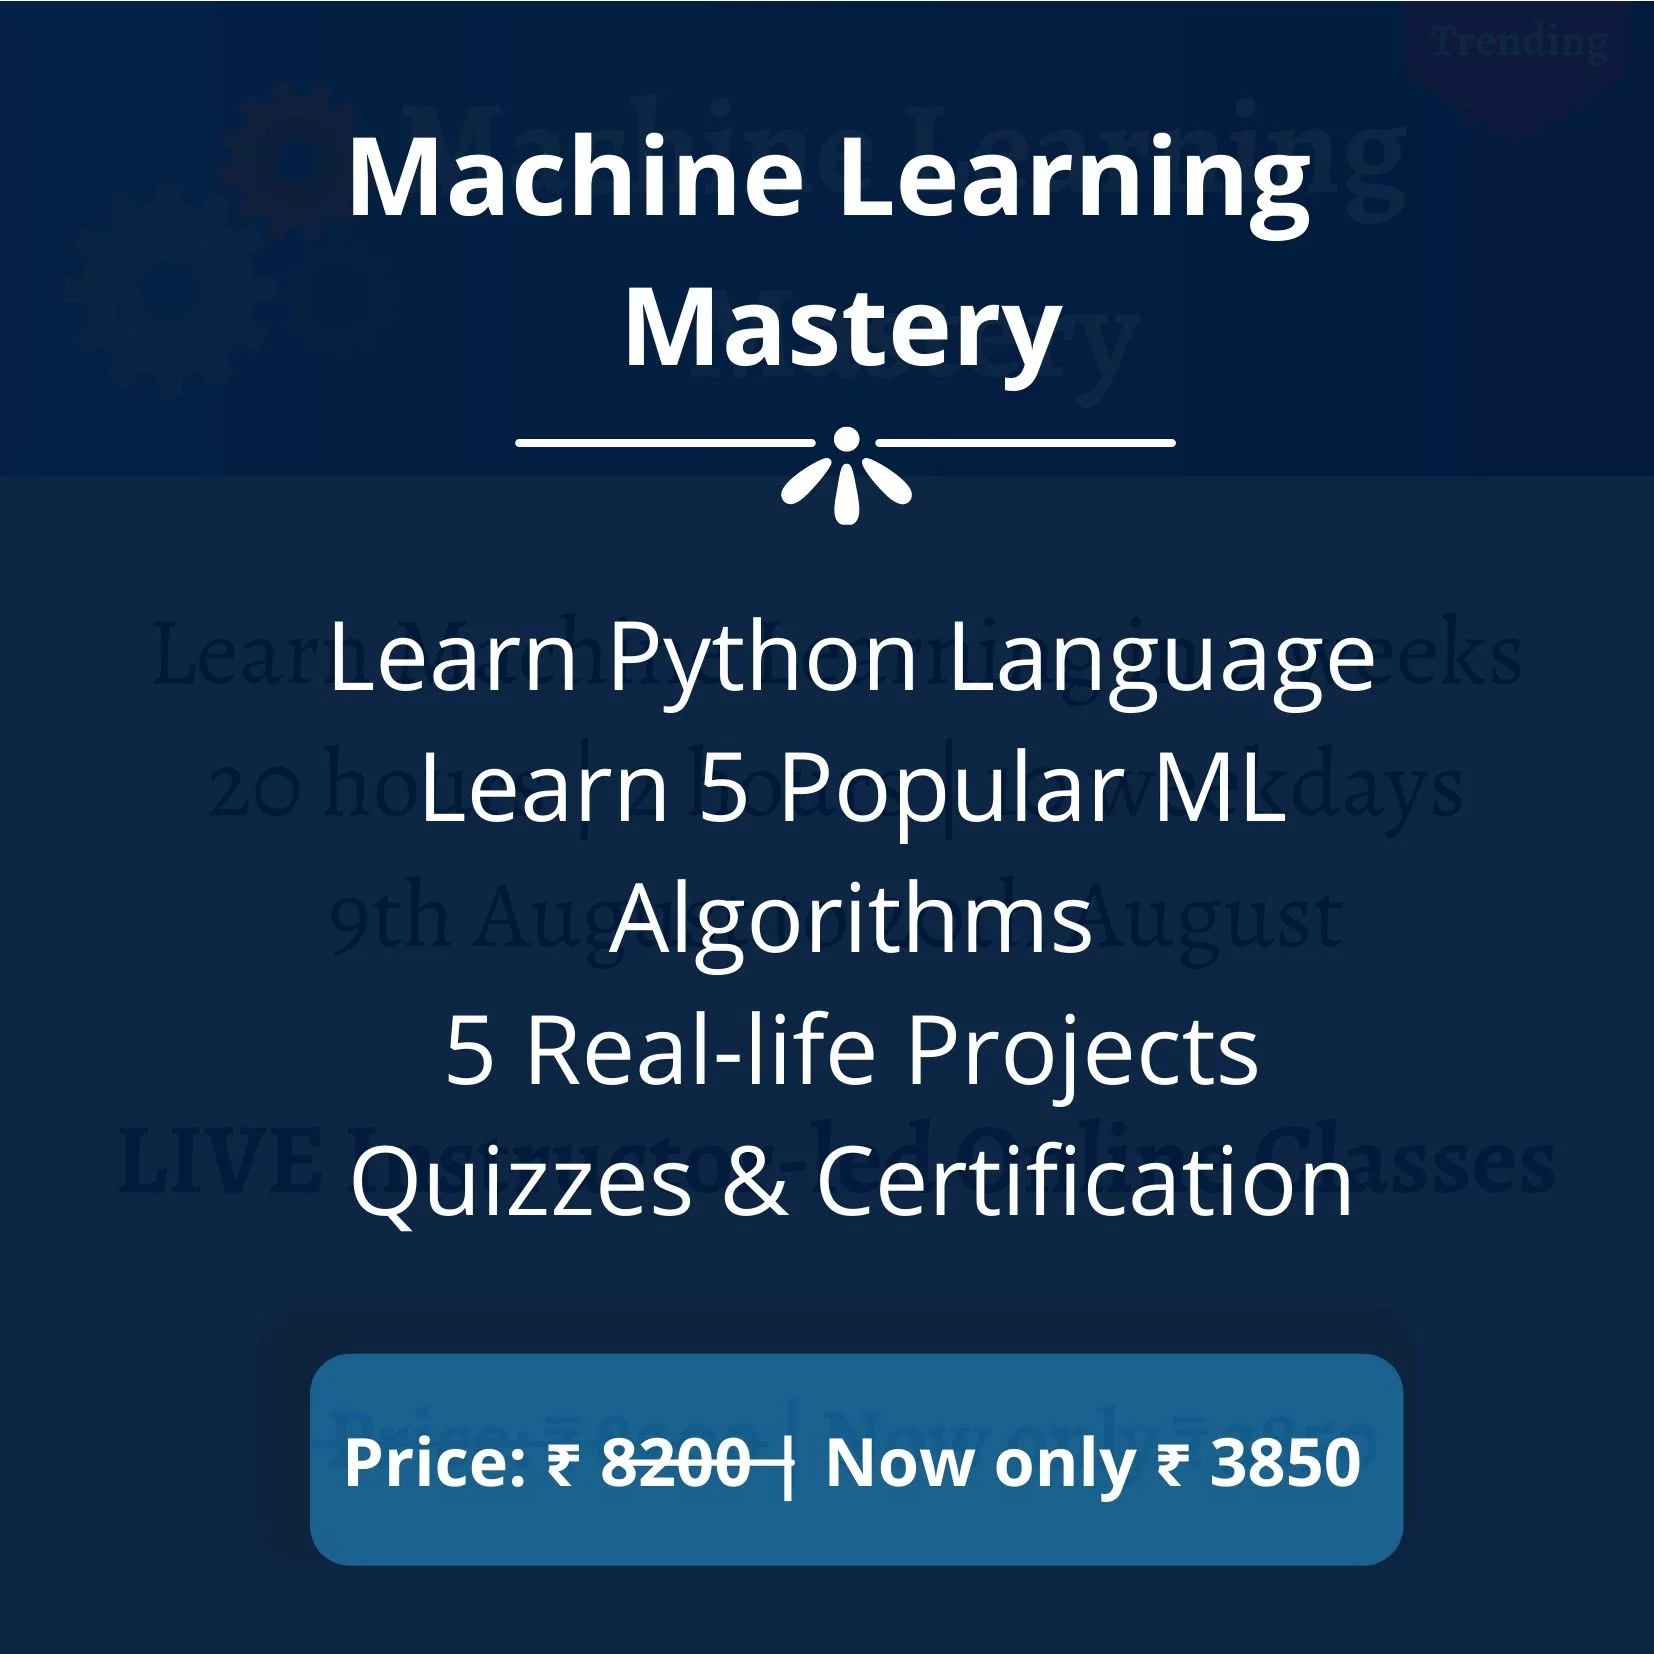 Trending
Machine Learning
Mastery
Learn Python Language
Learn 5 Popular ML
Algorithms
5 Real-life Projects
Quizzes & Certification
Price: ₹ 8200 | Now only ₹ 3850